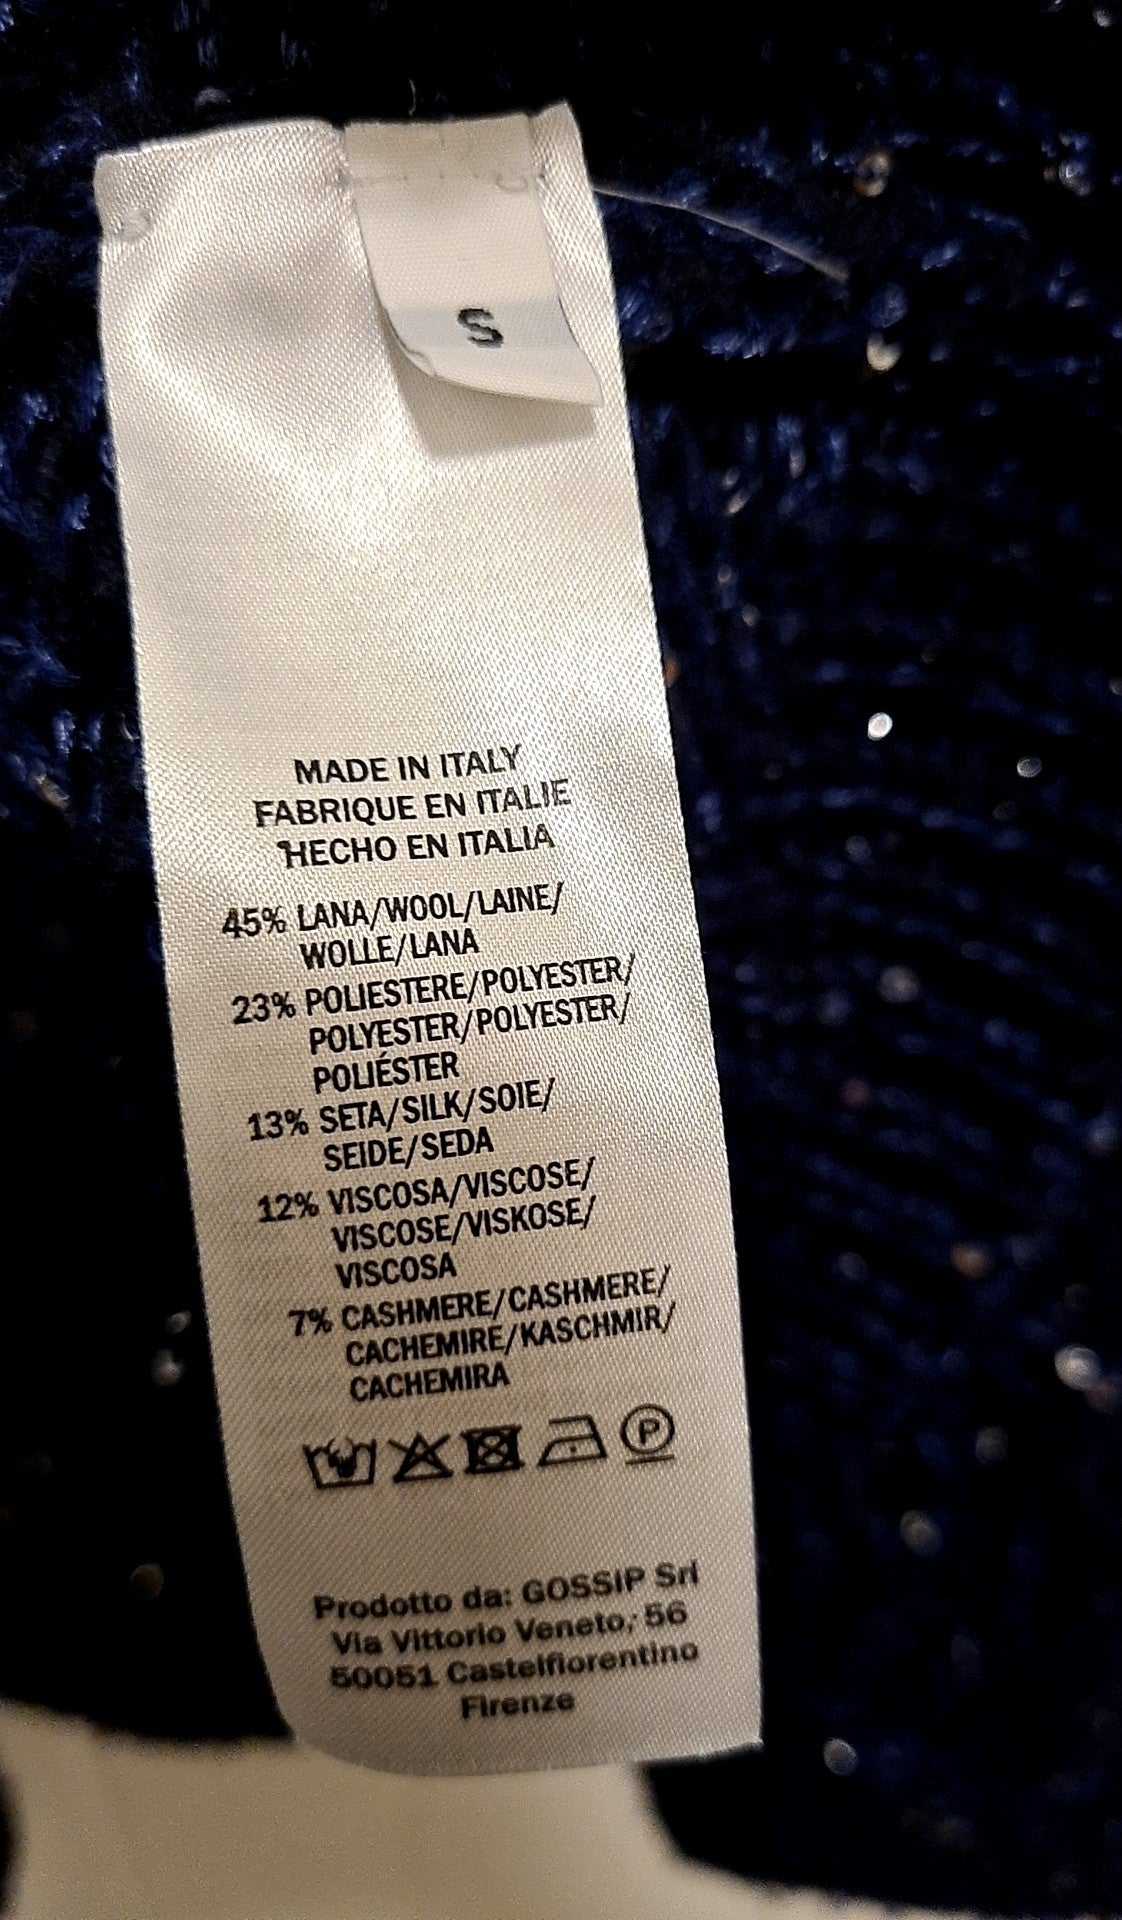 S
MADE IN ITALY
FABRIQUE EN ITALIE
HECHO EN ITALIA
45% LANA/WOOL/LAINE/
WOLLE/LANA
23% POLIESTERE/POLYESTER/
POLYESTER/POLYESTER/
POLIÉSTER
13% SETA/SILK/SOIE/
SEIDE/SEDA
12% VISCOSA/VISCOSE/
VISCOSE/VISKOSE/
VISCOSA
7% CASHMERE/CASHMERE/
CACHEMIRE/KASCHMIR/
CACHEMIRA
P
Prodotto da: GOSSIP Srl
Via Vittorio Veneto, 56
50051 Castelfiorentino
Firenze